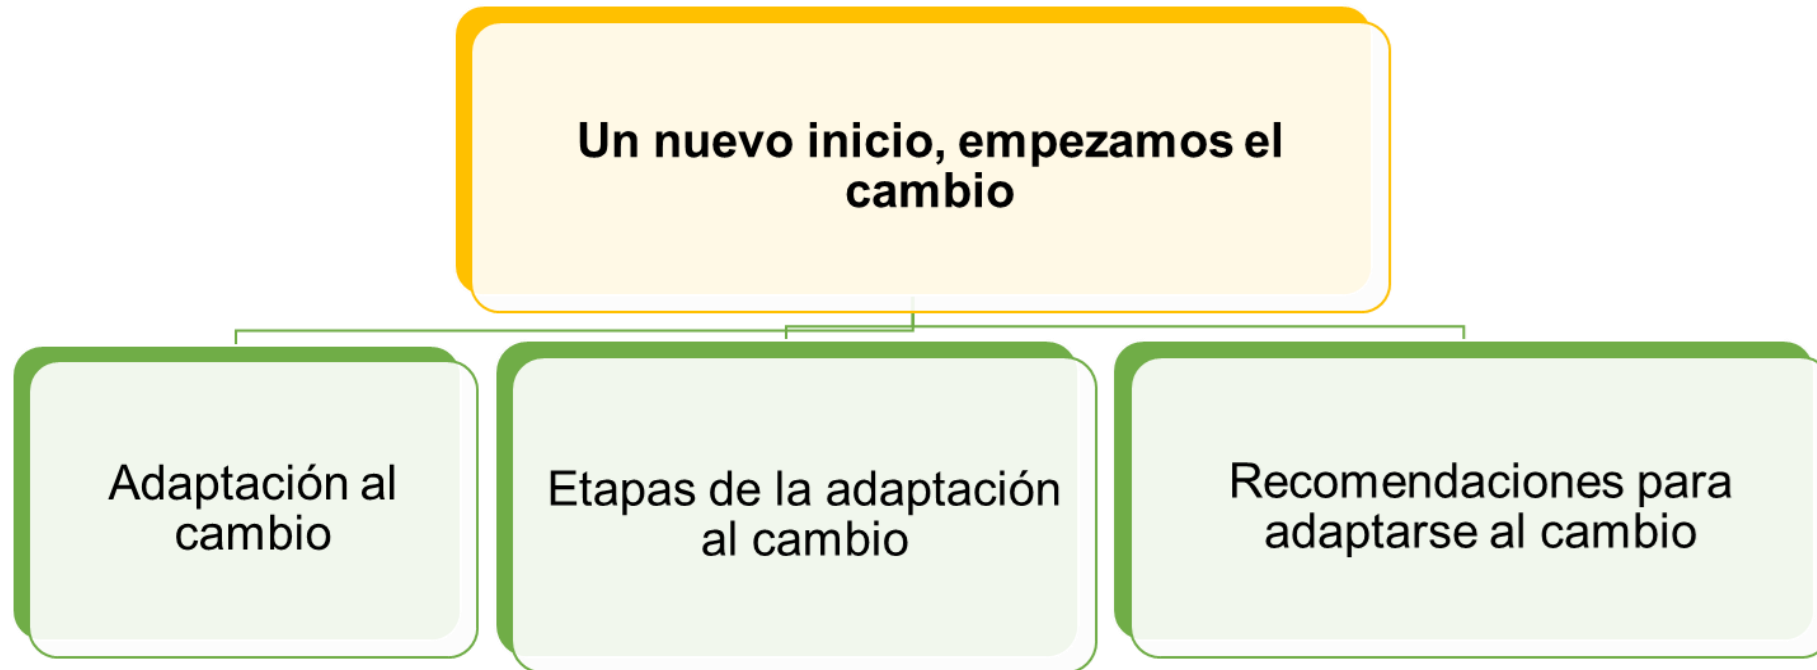 Un nuevo inicio, empezamos el
cambio
Adaptación al
cambio
Etapas de la adaptación
al cambio
Recomendaciones para
adaptarse al cambio